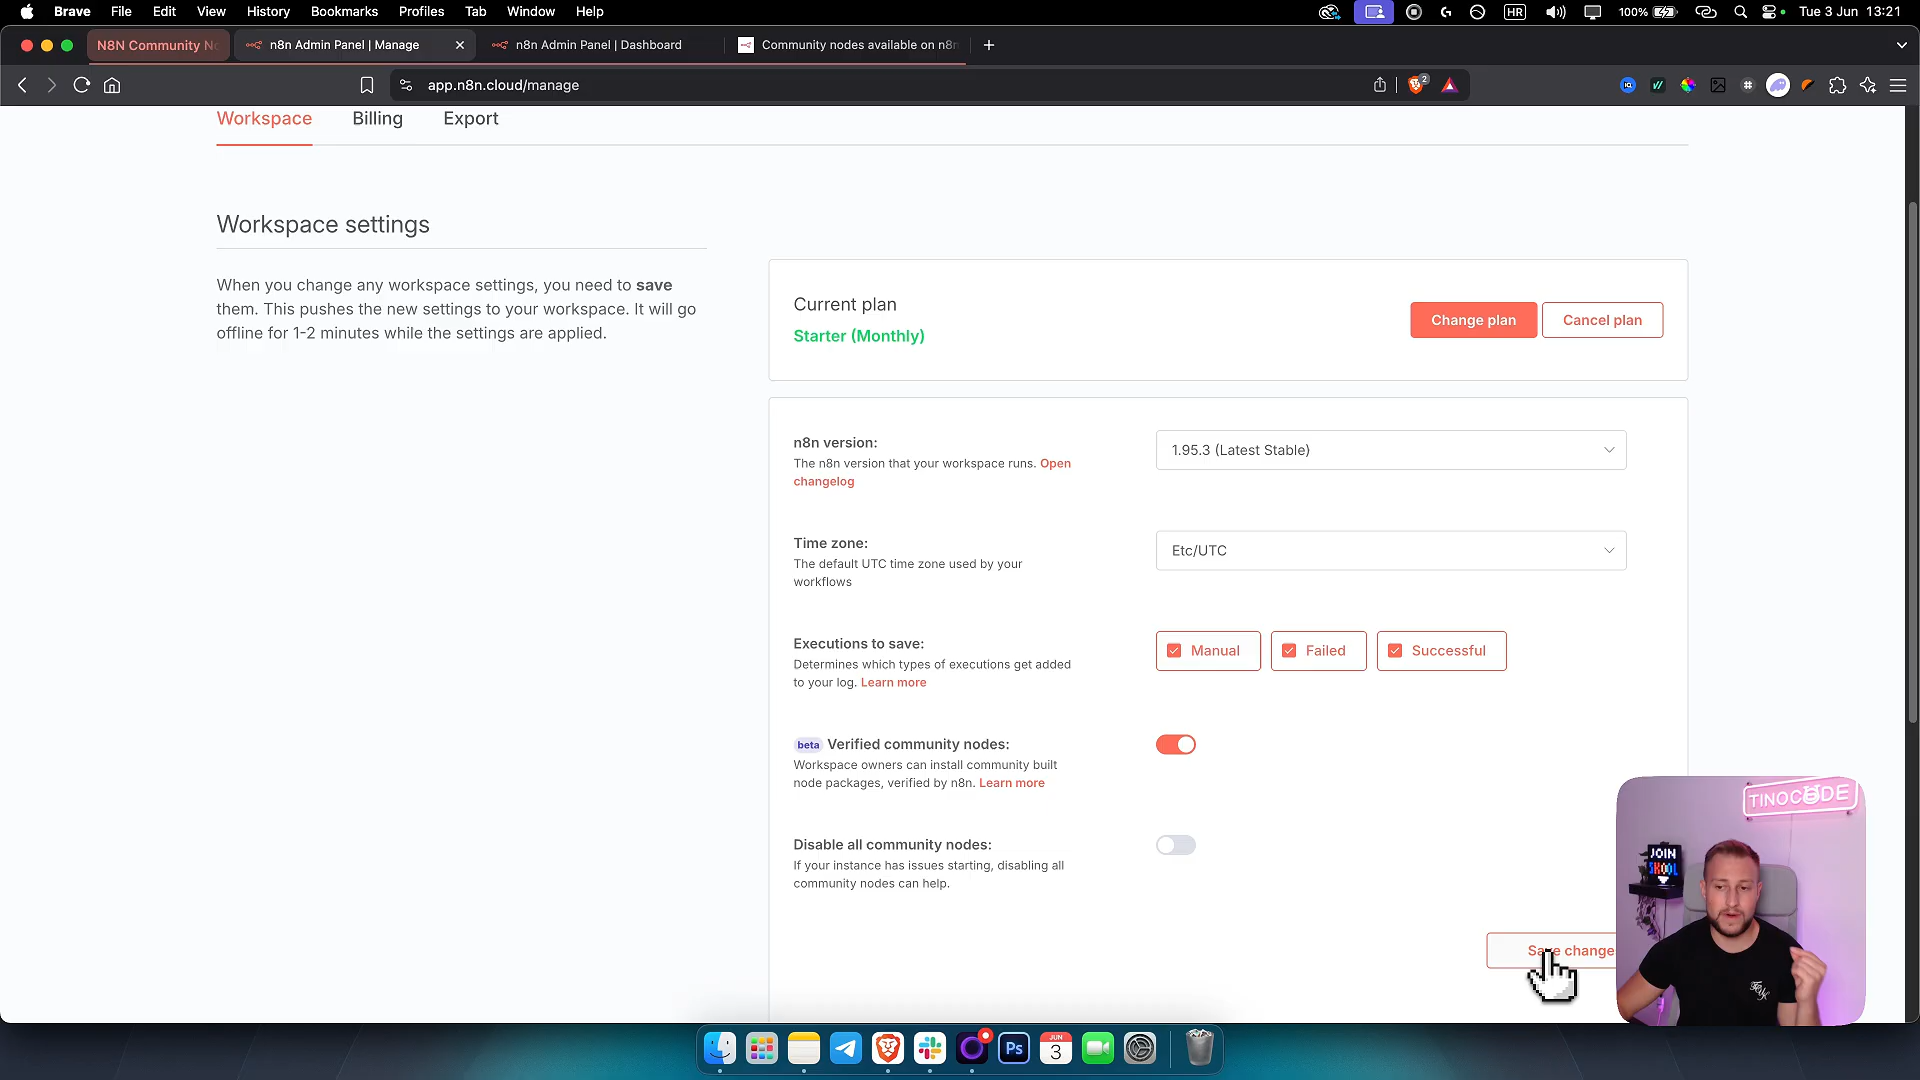 Brave File Edit View History Bookmarks Profiles Tab Window Help
HR 100% Tue 3 Jun 13:21
N8N Community No
n8n Admin Panel | Manage
n8n Admin Panel | Dashboard
Community nodes available on n8n
app.n8n.cloud/manage
2
Workspace Billing Export
Workspace settings
When you change any workspace settings, you need to save
them. This pushes the new settings to your workspace. It will go
offline for 1-2 minutes while the settings are applied.
Current plan
Starter (Monthly)
Change plan
Cancel plan
n8n version:
The n8n version that your workspace runs. Open
changelog
1.95.3 (Latest Stable)
Time zone:
The default UTC time zone used by your
workflows
Etc/UTC
Executions to save:
Determines which types of executions get added
to your log. Learn more
Manual
Failed
Successful
beta Verified community nodes:
Workspace owners can install community built
node packages, verified by n8n. Learn more
Disable all community nodes:
If your instance has issues starting, disabling all
community nodes can help.
Save change
TINOCODE
JOIN
SKOOL
Ps
JUN
3